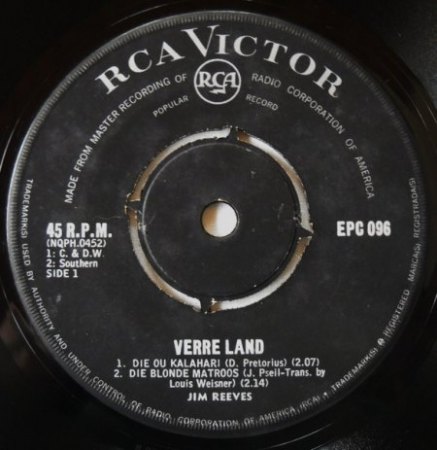 RCA VICTOR
RCA
MADE FROM MASTER RECORDING OF RADIO CORPORATION OF AMERICA
POPULAR RECORD
45 R.P.M.
(NQPH.0452)
1: C. & D.W.
2: Southern
SIDE 1
EPC 096
VERRE LAND
1. DIE OU KALAHARI (D. Pretorius) (2.07)
2. DIE BLONDE MATROOS (J. Pseil-Trans. by
Louis Weisner) (2.14)
JIM REEVES
TRADEMARK(S) USED BY AUTHORITY AND UNDER CONTROL OF RADIO CORPORATION OF AMERICA (RCA)
TRADEMARK(S) REGISTERED
MARCA(S) REGISTRADA(S)